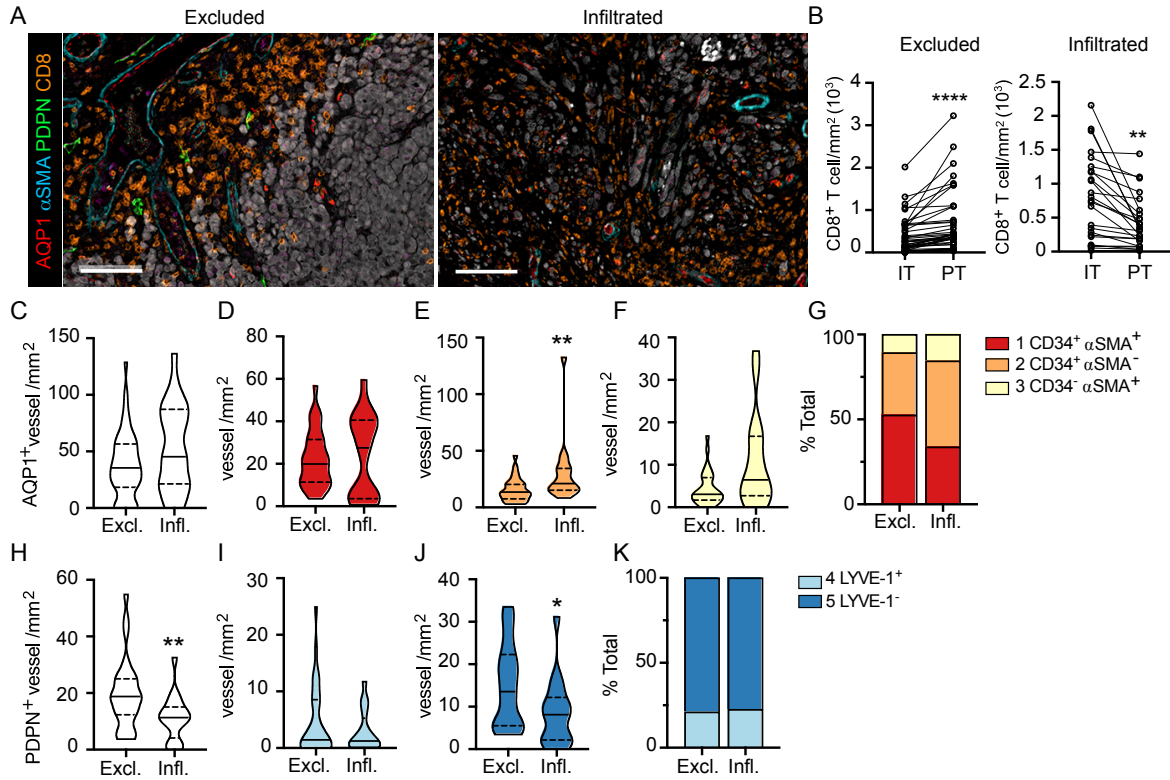 A
Excluded
Infiltrated
AQP1 αSMA PDPN CD8
B
Excluded
Infiltrated
CD8+ T cell/mm² (10³)
4
3
2
1
0
****
IT PT
CD8+ T cell/mm² (10³)
2.5
2
1.5
1
0.5
0
**
IT PT
C
AQP1+ vessel /mm2
150
100
50
0
Excl. Infl.
D
vessel /mm²
80
60
40
20
0
Excl. Infl.
E
vessel /mm²
150
100
50
0
**
Excl. Infl.
F
vessel /mm²
40
30
20
10
0
Excl. Infl.
G
% Total
100
50
0
Excl. Infl.
1 CD34+ αSMA+
2 CD34+ αSMA-
3 CD34- αSMA+
H
PDPN+ vessel /mm²
60
40
20
0
**
Excl. Infl.
I
vessel /mm²
30
20
10
0
Excl. Infl.
J
vessel /mm²
40
30
20
10
0
*
Excl. Infl.
K
% Total
100
50
0
Excl. Infl.
4 LYVE-1+
5 LYVE-1-